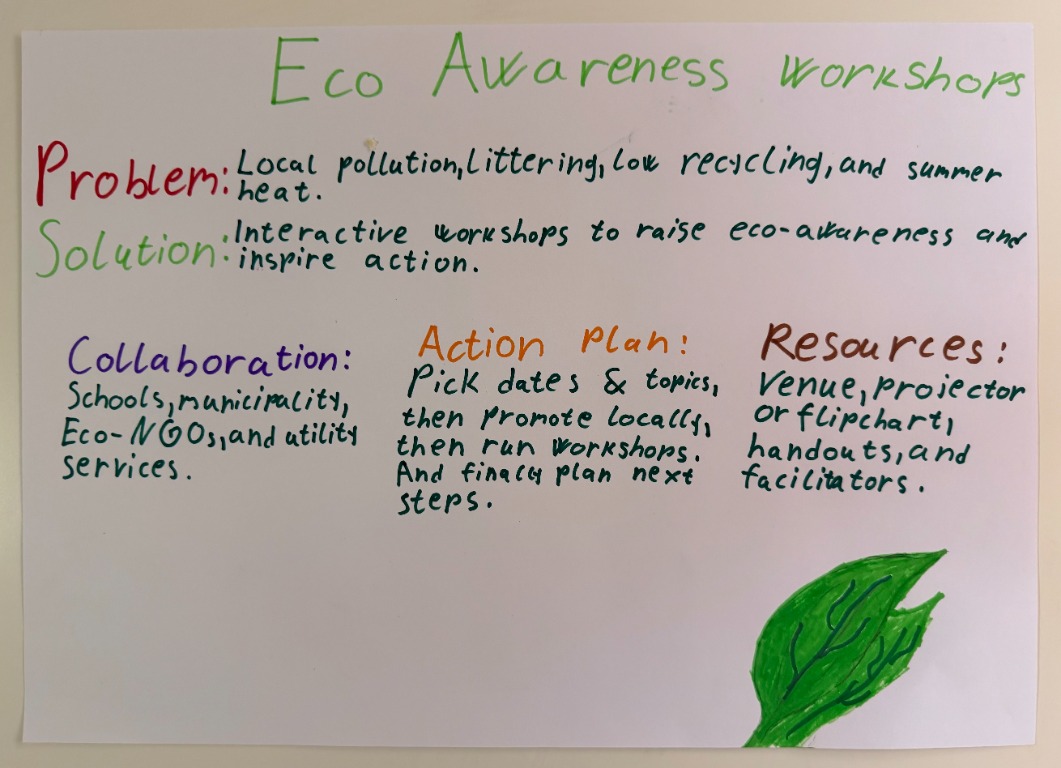 Eco Awareness Workshops
Problem: Local pollution, littering, low recycling, and summer
heat.
Solution: Interactive workshops to raise eco-awareness and
inspire action.
Collaboration:
Schools, municipality,
Eco-NGOs, and utility
services.
Action Plan:
Pick dates & topics,
then promote locally,
then run workshops.
And finally plan next
steps.
Resources:
Venue, projector
or flipchart,
handouts, and
facilitators.